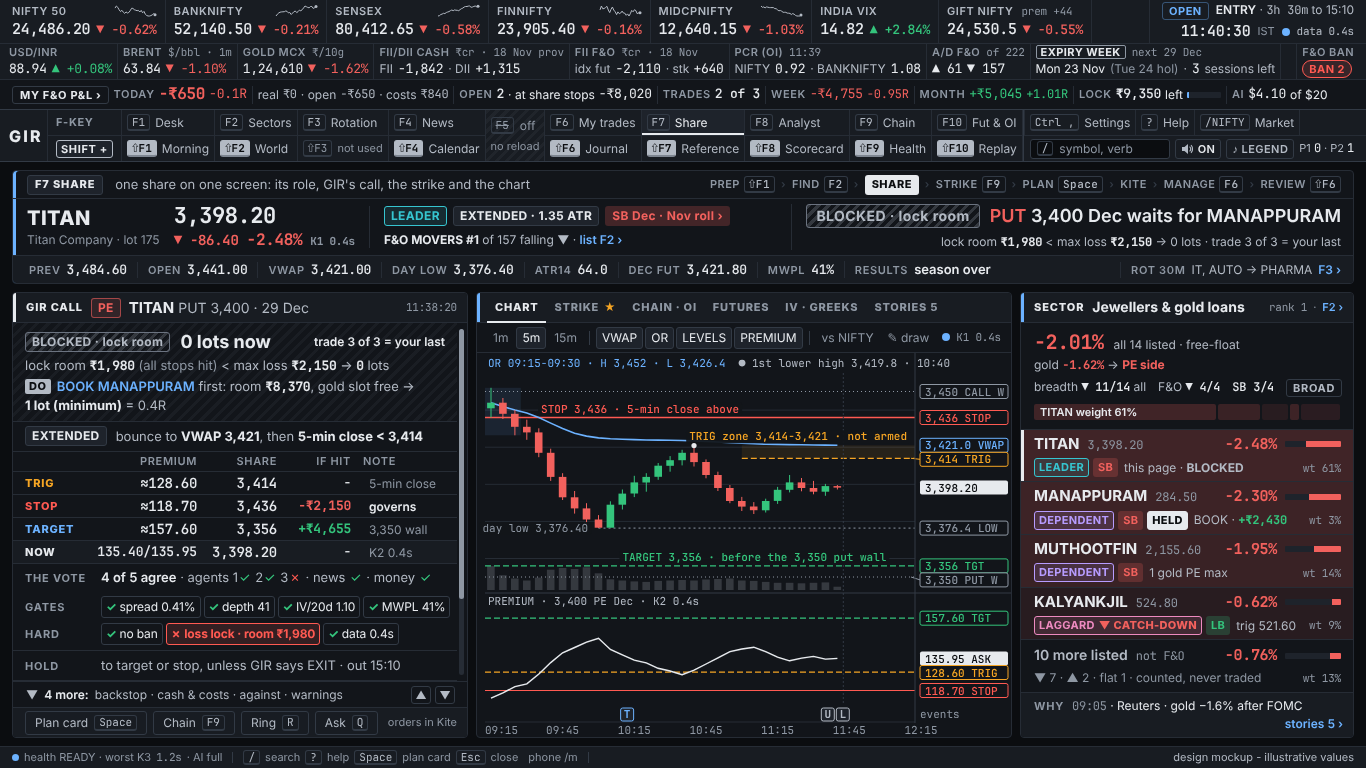 NIFTY 50 BANKNIFTY SENSEX FINNIFTY MIDCPNIFTY INDIA VIX GIFT NIFTY prem +44 OPEN ENTRY · 3h 30m to 15:10
24,486.20 ▼ -0.62% 52,140.50 ▼ -0.21% 80,412.65 ▼ -0.58% 23,905.40 ▼ -0.16% 12,640.15 ▼ -1.03% 14.82 ▲ +2.84% 24,530.5 ▼ -0.55% 11:40:30 IST ● data 0.4s
USD/INR BRENT $/bbl · 1m GOLD MCX ₹/10g FII/DII CASH ₹cr · 18 Nov prov FII F&O ₹cr · 18 Nov PCR (OI) 11:39 A/D F&O of 222 EXPIRY WEEK next 29 Dec F&O BAN
88.94 ▲ +0.08% 63.84 ▼ -1.10% 1,24,610 ▼ -1.62% FII -1,842 · DII +1,315 idx fut -2,110 · stk +640 NIFTY 0.92 · BANKNIFTY 1.08 ▲ 61 ▼ 157 Mon 23 Nov (Tue 24 hol) · 3 sessions left BAN 2
MY F&O P&L › TODAY -₹650 -0.1R real ₹0 · open -₹650 · costs ₹840 OPEN 2 · at share stops -₹8,020 TRADES 2 of 3 WEEK -₹4,755 -0.95R MONTH +₹5,045 +1.01R LOCK ₹9,350 left AI $4.10 of $20
GIR F-KEY F1 Desk F2 Sectors F3 Rotation F4 News F5 off F6 My trades F7 Share F8 Analyst F9 Chain F10 Fut & OI Ctrl , Settings ? Help /NIFTY Market
SHIFT + ⇧F1 Morning ⇧F2 World ⇧F3 not used ⇧F4 Calendar no reload ⇧F6 Journal ⇧F7 Reference ⇧F8 Scorecard ⇧F9 Health ⇧F10 Replay / symbol, verb ON ♪ LEGEND P1 0 · P2 1
F7 SHARE one share on one screen: its role, GIR's call, the strike and the chart PREP ⇧F1 › FIND F2 › SHARE › STRIKE F9 › PLAN Space › KITE › MANAGE F6 › REVIEW ⇧F6
TITAN 3,398.20 LEADER EXTENDED · 1.35 ATR SB Dec · Nov roll › BLOCKED · lock room PUT 3,400 Dec waits for MANAPPURAM
Titan Company · lot 175 ▼ -86.40 -2.48% K1 0.4s F&O MOVERS #1 of 157 falling ▼ · list F2 › lock room ₹1,980 < max loss ₹2,150 → 0 lots · trade 3 of 3 = your last
PREV 3,484.60 OPEN 3,441.00 VWAP 3,421.00 DAY LOW 3,376.40 ATR14 64.0 DEC FUT 3,421.80 MWPL 41% RESULTS season over ROT 30M IT, AUTO → PHARMA F3 ›
GIR CALL PE TITAN PUT 3,400 · 29 Dec 11:38:20
BLOCKED · lock room 0 lots now trade 3 of 3 = your last
lock room ₹1,980 (all stops hit) < max loss ₹2,150 → 0 lots
DO BOOK MANAPPURAM first: room ₹8,370, gold slot free →
1 lot (minimum) = 0.4R
EXTENDED bounce to VWAP 3,421, then 5-min close < 3,414
PREMIUM SHARE IF HIT NOTE
TRIG ≈128.60 3,414 - 5-min close
STOP ≈118.70 3,436 -₹2,150 governs
TARGET ≈157.60 3,356 +₹4,655 3,350 wall
NOW 135.40/135.95 3,398.20 - K2 0.4s
THE VOTE 4 of 5 agree · agents 1✓ 2✓ 3× · news ✓ · money ✓
GATES ✓ spread 0.41% ✓ depth 41 ✓ IV/20d 1.10 ✓ MWPL 41%
HARD ✓ no ban × loss lock · room ₹1,980 ✓ data 0.4s
HOLD to target or stop, unless GIR says EXIT · out 15:10
▼ 4 more: backstop · cash & costs · against · warnings ▲ ▼
Plan card Space Chain F9 Ring R Ask Q orders in Kite
CHART STRIKE ★ CHAIN · OI FUTURES IV · GREEKS STORIES 5
1m 5m 15m VWAP OR LEVELS PREMIUM vs NIFTY ✎ draw ● K1 0.4s
OR 09:15-09:30 · H 3,452 · L 3,426.4 ● 1st lower high 3,419.8 · 10:40
3,450 CALL W
STOP 3,436 · 5-min close above 3,436 STOP
TRIG zone 3,414-3,421 · not armed 3,421.0 VWAP
3,414 TRIG
3,398.20
day low 3,376.40 3,376.4 LOW
TARGET 3,356 · before the 3,350 put wall 3,356 TGT
3,350 PUT W
PREMIUM · 3,400 PE Dec · K2 0.4s
157.60 TGT
135.95 ASK
128.60 TRIG
118.70 STOP
T U L events
09:15 09:45 10:15 10:45 11:15 11:45 12:15
SECTOR Jewellers & gold loans rank 1 · F2 ›
-2.01% all 14 listed · free-float
gold -1.62% → PE side
breadth ▼ 11/14 all F&O ▼ 4/4 SB 3/4 BROAD
TITAN weight 61%
TITAN 3,398.20 -2.48%
LEADER SB this page · BLOCKED wt 61%
MANAPPURAM 284.50 -2.30%
DEPENDENT SB HELD BOOK · +₹2,430 wt 3%
MUTHOOTFIN 2,155.60 -1.95%
DEPENDENT SB 1 gold PE max wt 14%
KALYANKJIL 524.80 -0.62%
LAGGARD ▼ CATCH-DOWN LB trig 521.60 wt 9%
10 more listed not F&O -0.76%
▼ 7 · ▲ 2 · flat 1 · counted, never traded wt 13%
WHY 09:05 · Reuters · gold −1.6% after FOMC
stories 5 ›
● health READY · worst K3 1.2s · AI full / search ? help Space plan card Esc close phone /m design mockup - illustrative values